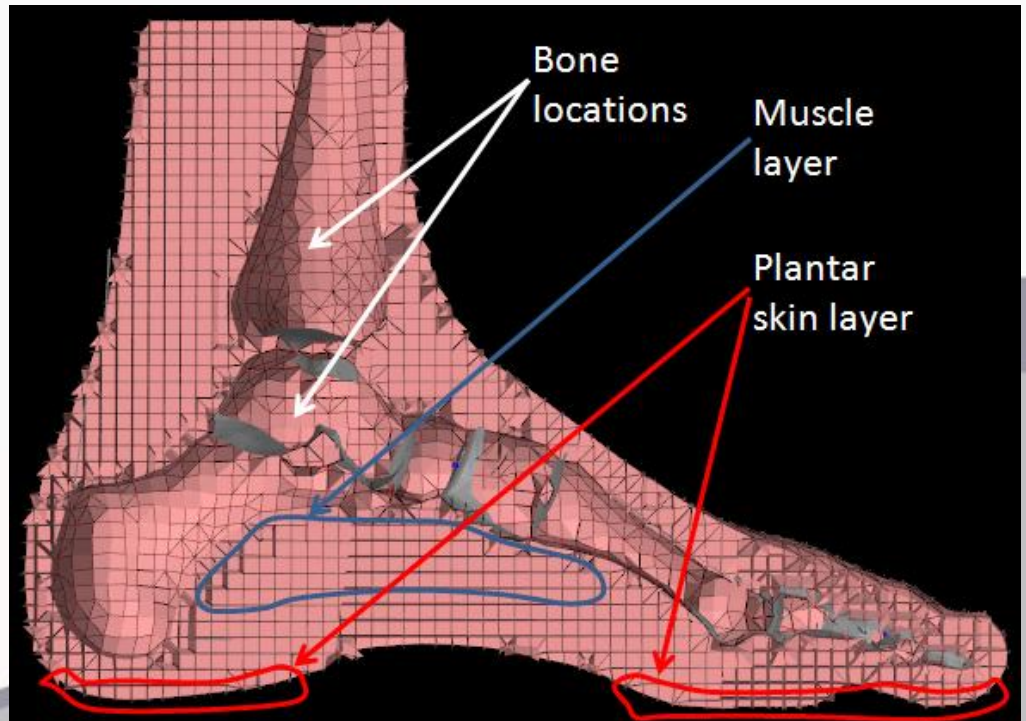 Bone
locations
Muscle
layer
Plantar
skin layer